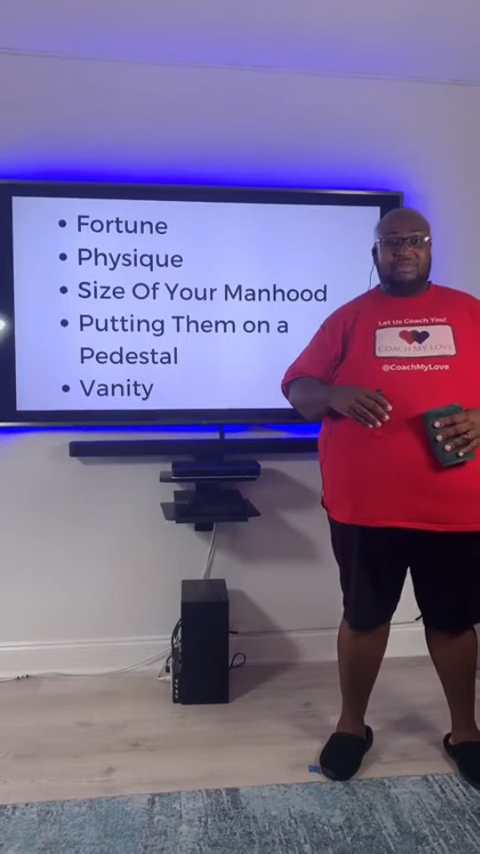 • Fortune
• Physique
• Size Of Your Manhood
• Putting Them on a
Pedestal
• Vanity
Let Us Coach You!
COACH MY LOVE
@CoachMyLove